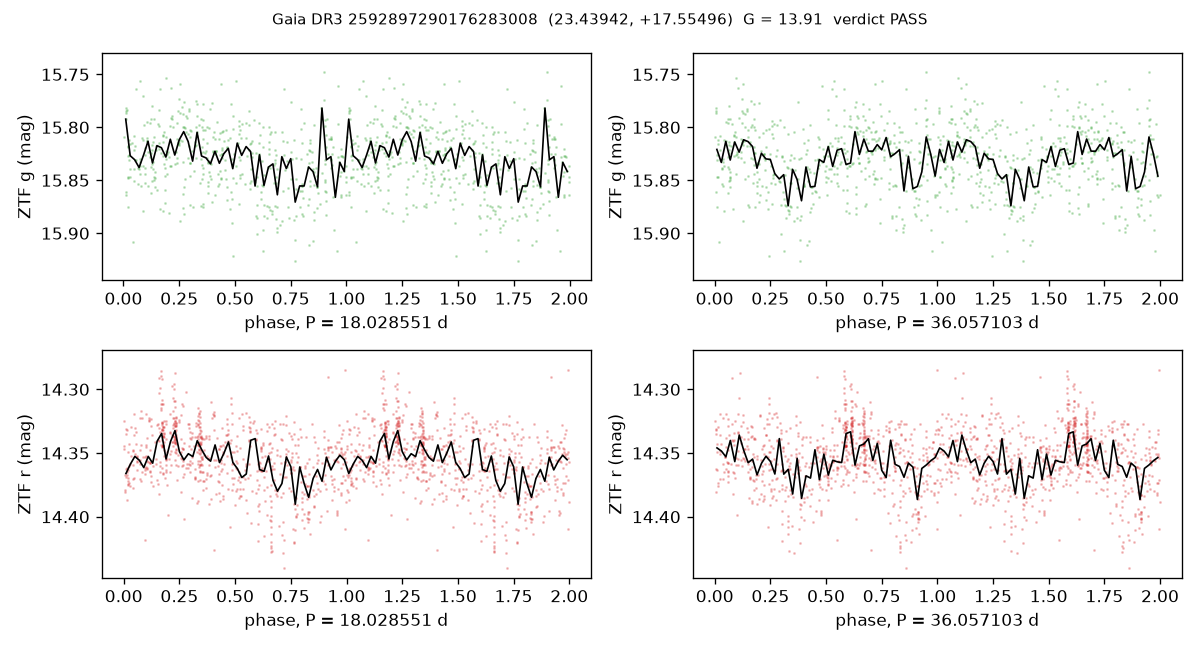 Gaia DR3 2592897290176283008  (23.43942, +17.55496)  G = 13.91  verdict PASS
ZTF g (mag)
15.75
15.80
15.85
15.90
0.00 0.25 0.50 0.75 1.00 1.25 1.50 1.75 2.00
phase, P = 18.028551 d
ZTF g (mag)
15.75
15.80
15.85
15.90
0.00 0.25 0.50 0.75 1.00 1.25 1.50 1.75 2.00
phase, P = 36.057103 d
ZTF r (mag)
14.30
14.35
14.40
0.00 0.25 0.50 0.75 1.00 1.25 1.50 1.75 2.00
phase, P = 18.028551 d
ZTF r (mag)
14.30
14.35
14.40
0.00 0.25 0.50 0.75 1.00 1.25 1.50 1.75 2.00
phase, P = 36.057103 d